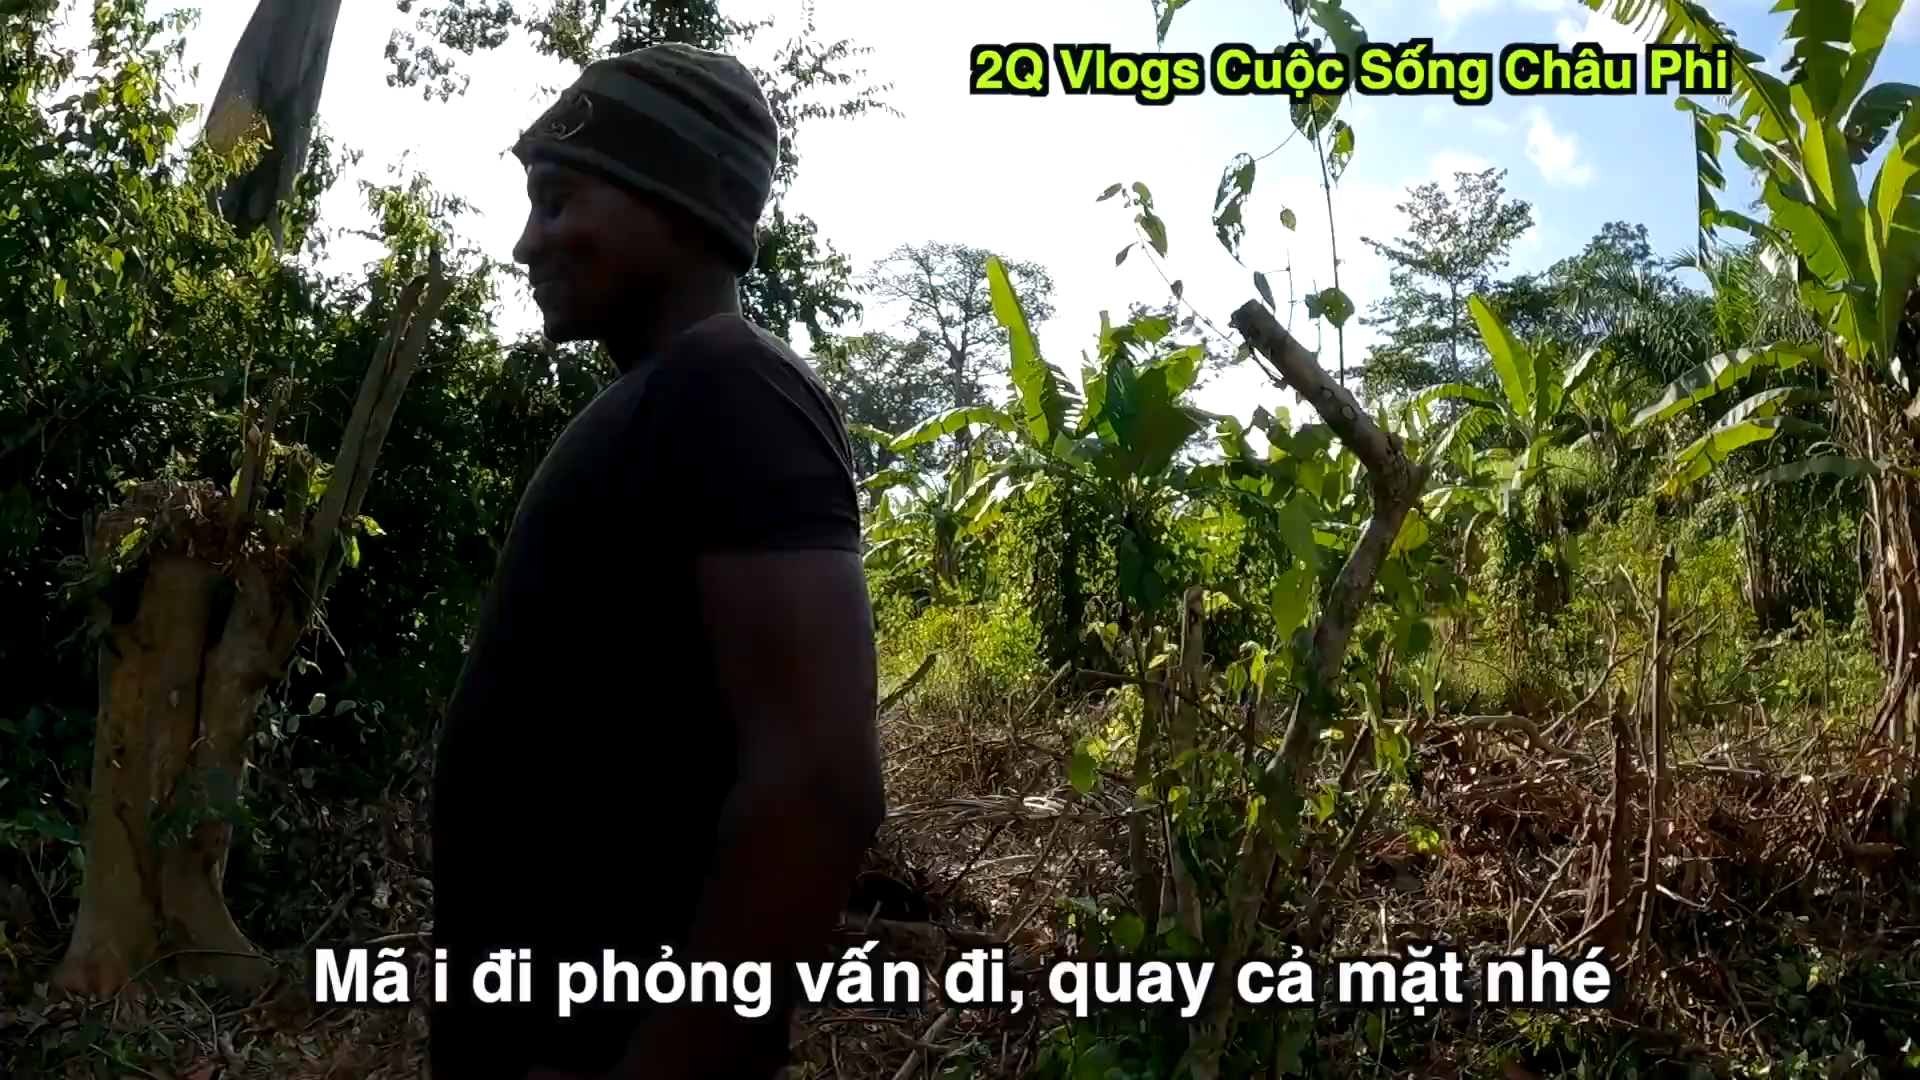 2Q Vlogs Cuộc Sống Châu Phi
Mã i đi phỏng vấn đi, quay cả mặt nhé